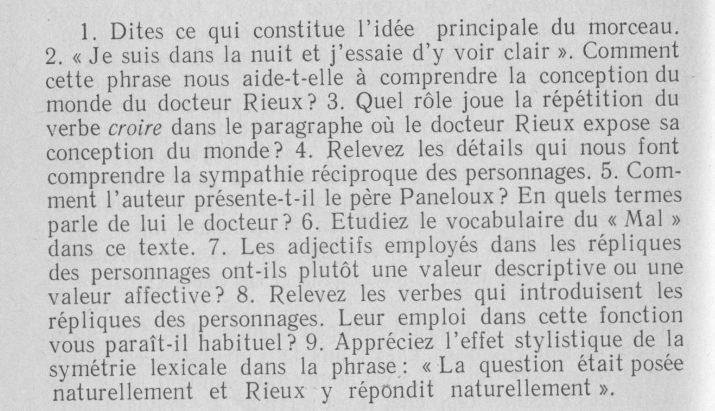 1. Dites ce qui constitue l'idée principale du morceau.
2. « Je suis dans la nuit et j'essaie d'y voir clair ». Comment
cette phrase nous aide-t-elle à comprendre la conception du
monde du docteur Rieux? 3. Quel rôle joue la répétition du
verbe croire dans le paragraphe où le docteur Rieux expose sa
conception du monde? 4. Relevez les détails qui nous font
comprendre la sympathie réciproque des personnages. 5. Com-
ment l'auteur présente-t-il le père Paneloux? En quels termes
parle de lui le docteur? 6. Etudiez le vocabulaire du « Mal »
dans ce texte. 7. Les adjectifs employés dans les répliques
des personnages ont-ils plutôt une valeur descriptive ou une
valeur affective? 8. Relevez les verbes qui introduisent les
répliques des personnages. Leur emploi dans cette fonction
vous paraît-il habituel? 9. Appréciez l'effet stylistique de la
symétrie lexicale dans la phrase: « La question était posée
naturellement et Rieux y répondit naturellement ».